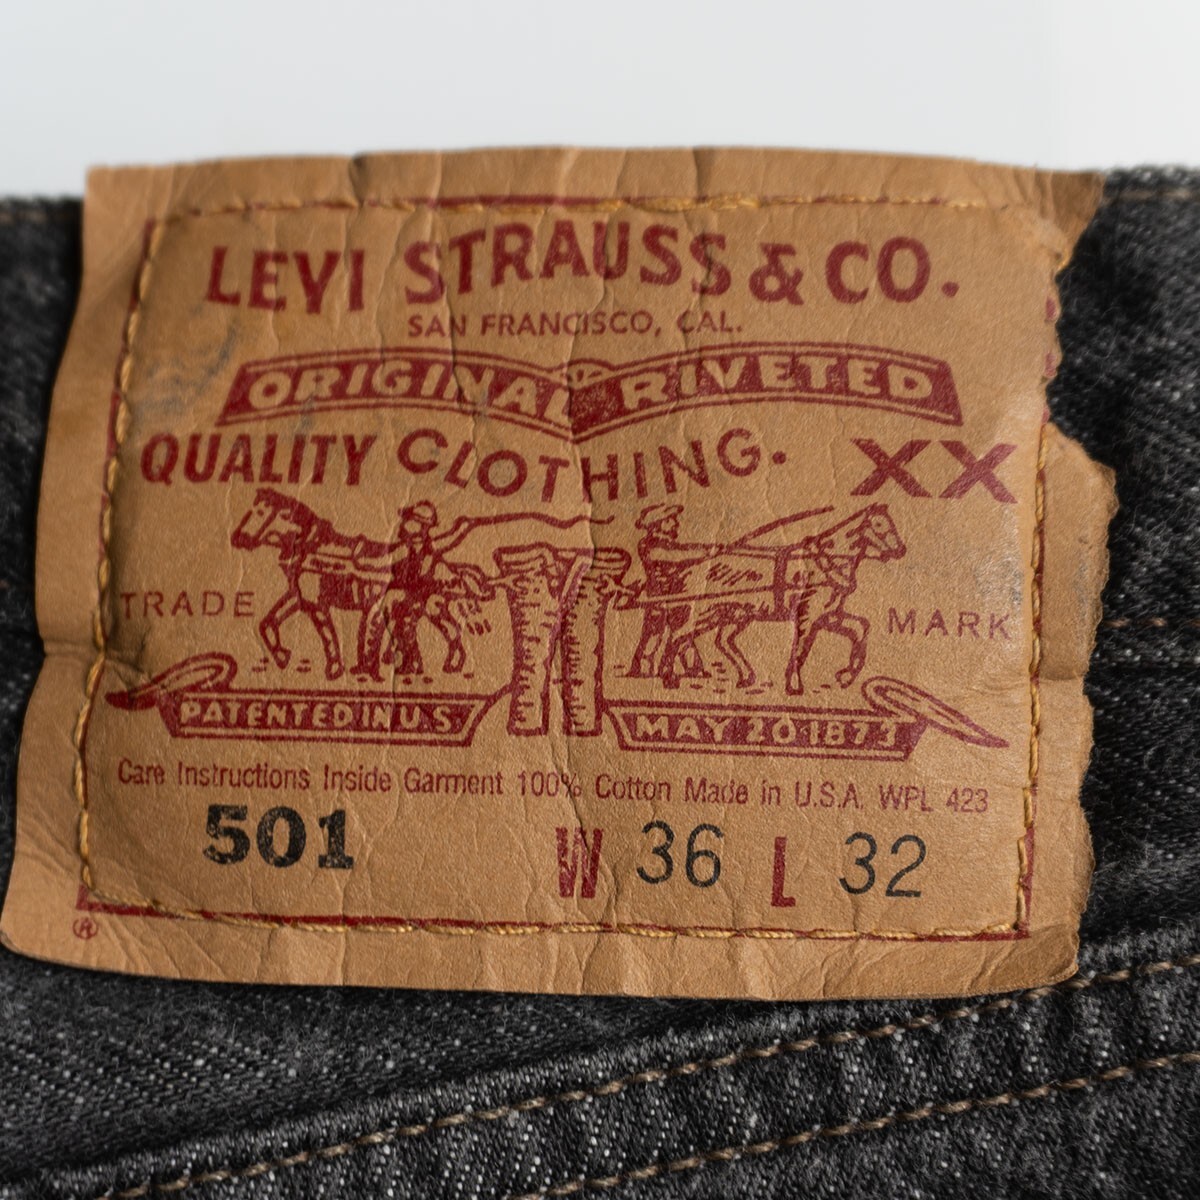 LEVI STRAUSS & CO.
SAN FRANCISCO, CAL.
ORIGINAL RIVETED
QUALITY CLOTHING. XX
TRADE MARK
PATENTED IN U.S. MAY 20 1873
Care Instructions Inside Garment 100% Cotton Made in U.S.A. WPL 423
501 W 36 L 32
®